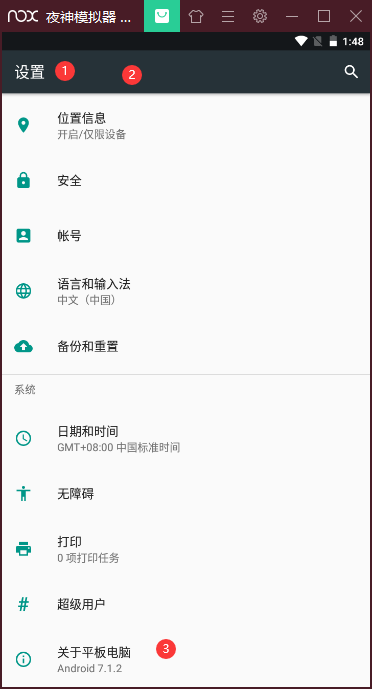 nox 夜神模拟器 ...
1:48
设置 1 2
位置信息
开启/仅限设备
安全
帐号
语言和输入法
中文（中国）
备份和重置
系统
日期和时间
GMT+08:00 中国标准时间
无障碍
打印
0 项打印任务
# 超级用户
关于平板电脑 3
Android 7.1.2